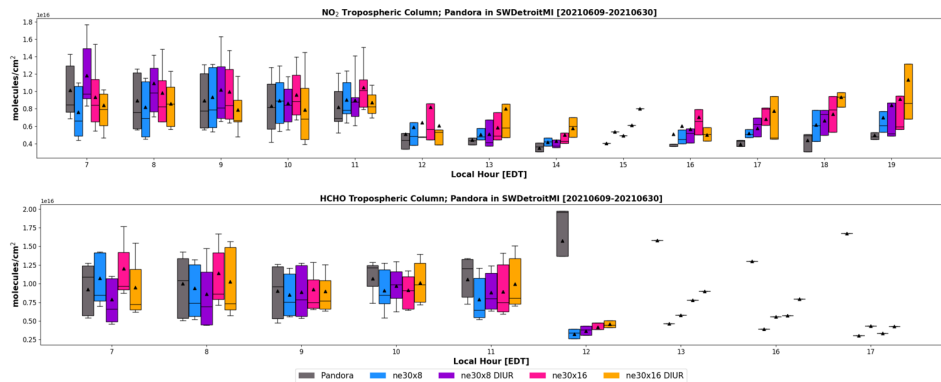 NO₂ Tropospheric Column; Pandora in SWDetroitMI [20210609-20210630]
1e16
molecules/cm²
1.8
1.6
1.4
1.2
1.0
0.8
0.6
0.4
7 8 9 10 11 12 13 14 15 16 17 18 19
Local Hour [EDT]
HCHO Tropospheric Column; Pandora in SWDetroitMI [20210609-20210630]
1e16
molecules/cm²
2.00
1.75
1.50
1.25
1.00
0.75
0.50
0.25
7 8 9 10 11 12 13 16 17
Local Hour [EDT]
Pandora ne30x8 ne30x8 DIUR ne30x16 ne30x16 DIUR